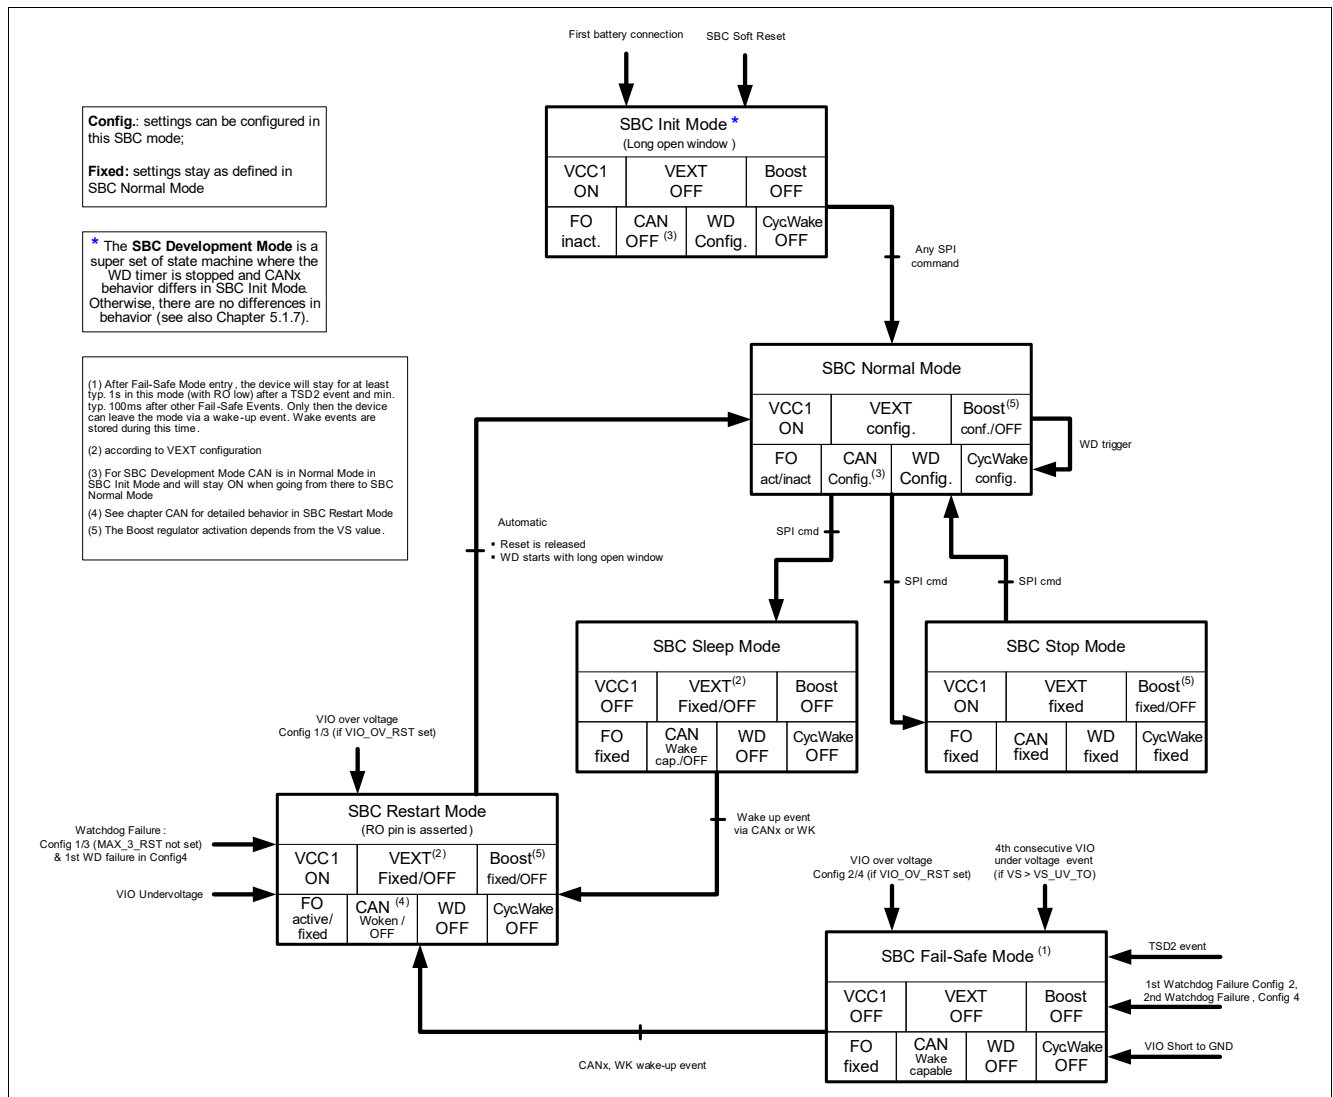 First battery connection
SBC Soft Reset
Config.: settings can be configured in
this SBC mode;
Fixed: settings stay as defined in
SBC Normal Mode
* The SBC Development Mode is a
super set of state machine where the
WD timer is stopped and CANx
behavior differs in SBC Init Mode.
Otherwise, there are no differences in
behavior (see also Chapter 5.1.7).
(1) After Fail-Safe Mode entry, the device will stay for at least
typ. 1s in this mode (with RO low) after a TSD2 event and min.
typ. 100ms after other Fail-Safe Events. Only then the device
can leave the mode via a wake-up event. Wake events are
stored during this time.
(2) according to VEXT configuration
(3) For SBC Development Mode CAN is in Normal Mode in
SBC Init Mode and will stay ON when going from there to SBC
Normal Mode
(4) See chapter CAN for detailed behavior in SBC Restart Mode
(5) The Boost regulator activation depends from the VS value.
SBC Init Mode *
(Long open window )
VCC1
ON
VEXT
OFF
Boost
OFF
FO
inact.
CAN
OFF (3)
WD
Config.
Cyc.Wake
OFF
Any SPI
command
SBC Normal Mode
VCC1
ON
VEXT
config.
Boost(5)
conf./OFF
FO
act/inact
CAN
Config.(3)
WD
Config.
Cyc.Wake
config.
WD trigger
Automatic
▪ Reset is released
▪ WD starts with long open window
SPI cmd
SPI cmd
SPI cmd
SBC Sleep Mode
VCC1
OFF
VEXT(2)
Fixed/OFF
Boost
OFF
FO
fixed
CAN
Wake
cap./OFF
WD
OFF
Cyc.Wake
OFF
SBC Stop Mode
VCC1
ON
VEXT
fixed
Boost(5)
fixed/OFF
FO
fixed
CAN
fixed
WD
fixed
Cyc.Wake
fixed
VIO over voltage
Config 1/3 (if VIO_OV_RST set)
Watchdog Failure :
Config 1/3 (MAX_3_RST not set)
& 1st WD failure in Config4
VIO Undervoltage
SBC Restart Mode
(RO pin is asserted )
VCC1
ON
VEXT(2)
Fixed/OFF
Boost(5)
fixed/OFF
FO
active/
fixed
CAN (4)
Woken /
OFF
WD
OFF
Cyc.Wake
OFF
Wake up event
via CANx or WK
VIO over voltage
Config 2/4 (if VIO_OV_RST set)
4th consecutive VIO
under voltage event
(if VS > VS_UV_TO)
SBC Fail-Safe Mode (1)
VCC1
OFF
VEXT
OFF
Boost
OFF
FO
fixed
CAN
Wake
capable
WD
OFF
Cyc.Wake
OFF
TSD2 event
1st Watchdog Failure Config 2,
2nd Watchdog Failure , Config 4
VIO Short to GND
CANx, WK wake-up event